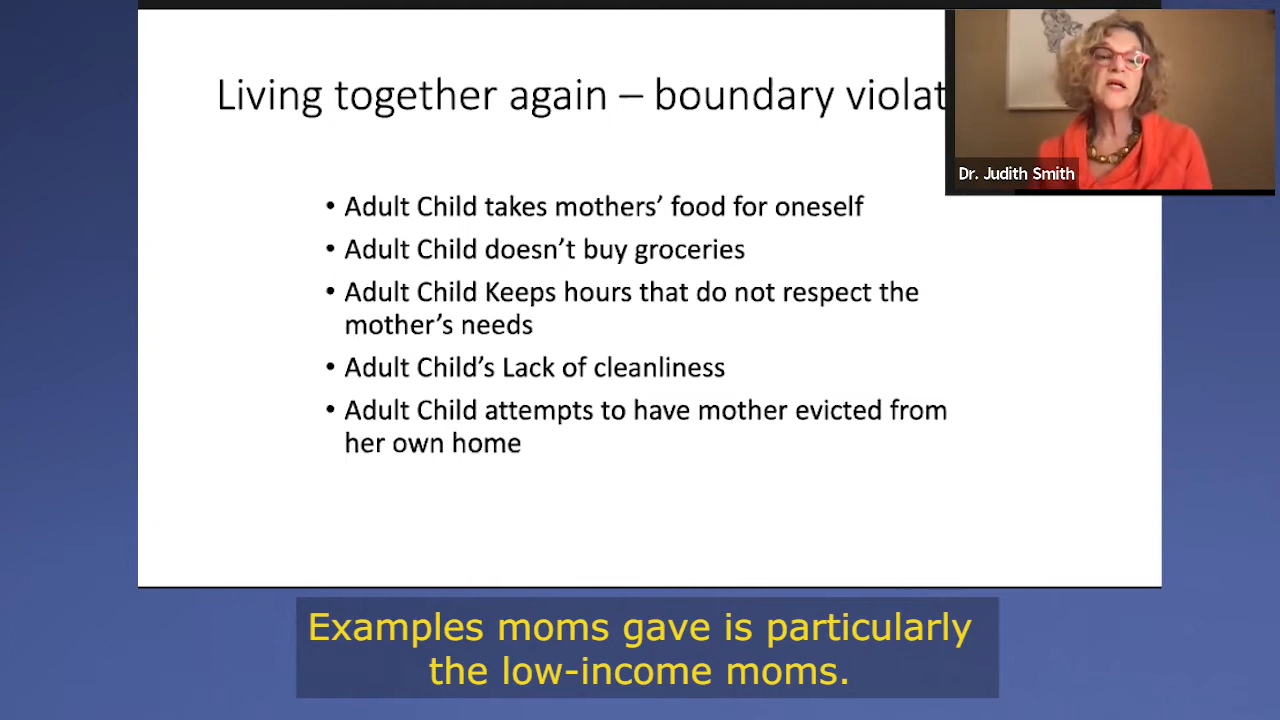 Living together again – boundary violat
Dr. Judith Smith
• Adult Child takes mothers’ food for oneself
• Adult Child doesn’t buy groceries
• Adult Child Keeps hours that do not respect the
mother’s needs
• Adult Child’s Lack of cleanliness
• Adult Child attempts to have mother evicted from
her own home
Examples moms gave is particularly
the low-income moms.